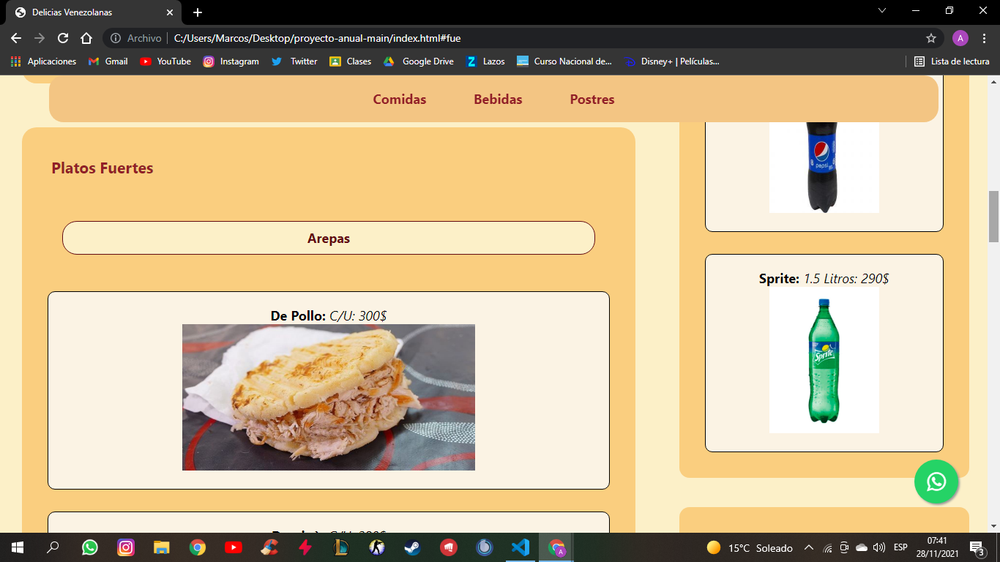 Delicias Venezolanas
Archivo
C:/Users/Marcos/Desktop/proyecto-anual-main/index.html#fue
A
Aplicaciones
Gmail
YouTube
Instagram
Twitter
Clases
Google Drive
Lazos
Curso Nacional de...
Disney+ | Películas...
Lista de lectura
Comidas
Bebidas
Postres
Platos Fuertes
Arepas
De Pollo: C/U: 300$
pepsi
Sprite: 1.5 Litros: 290$
Sprite
15°C Soleado
ESP
07:41
28/11/2021
3